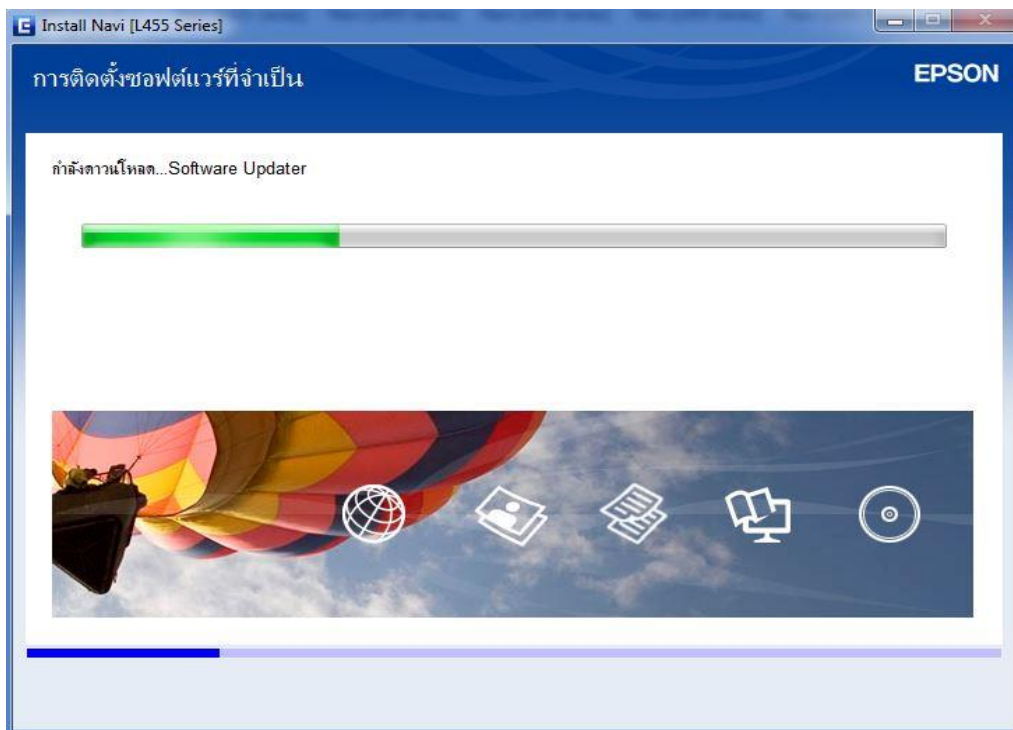 Install Navi [L455 Series]
การติดตั้งซอฟต์แวร์ที่จำเป็น
EPSON
กำลังดาวน์โหลด...Software Updater